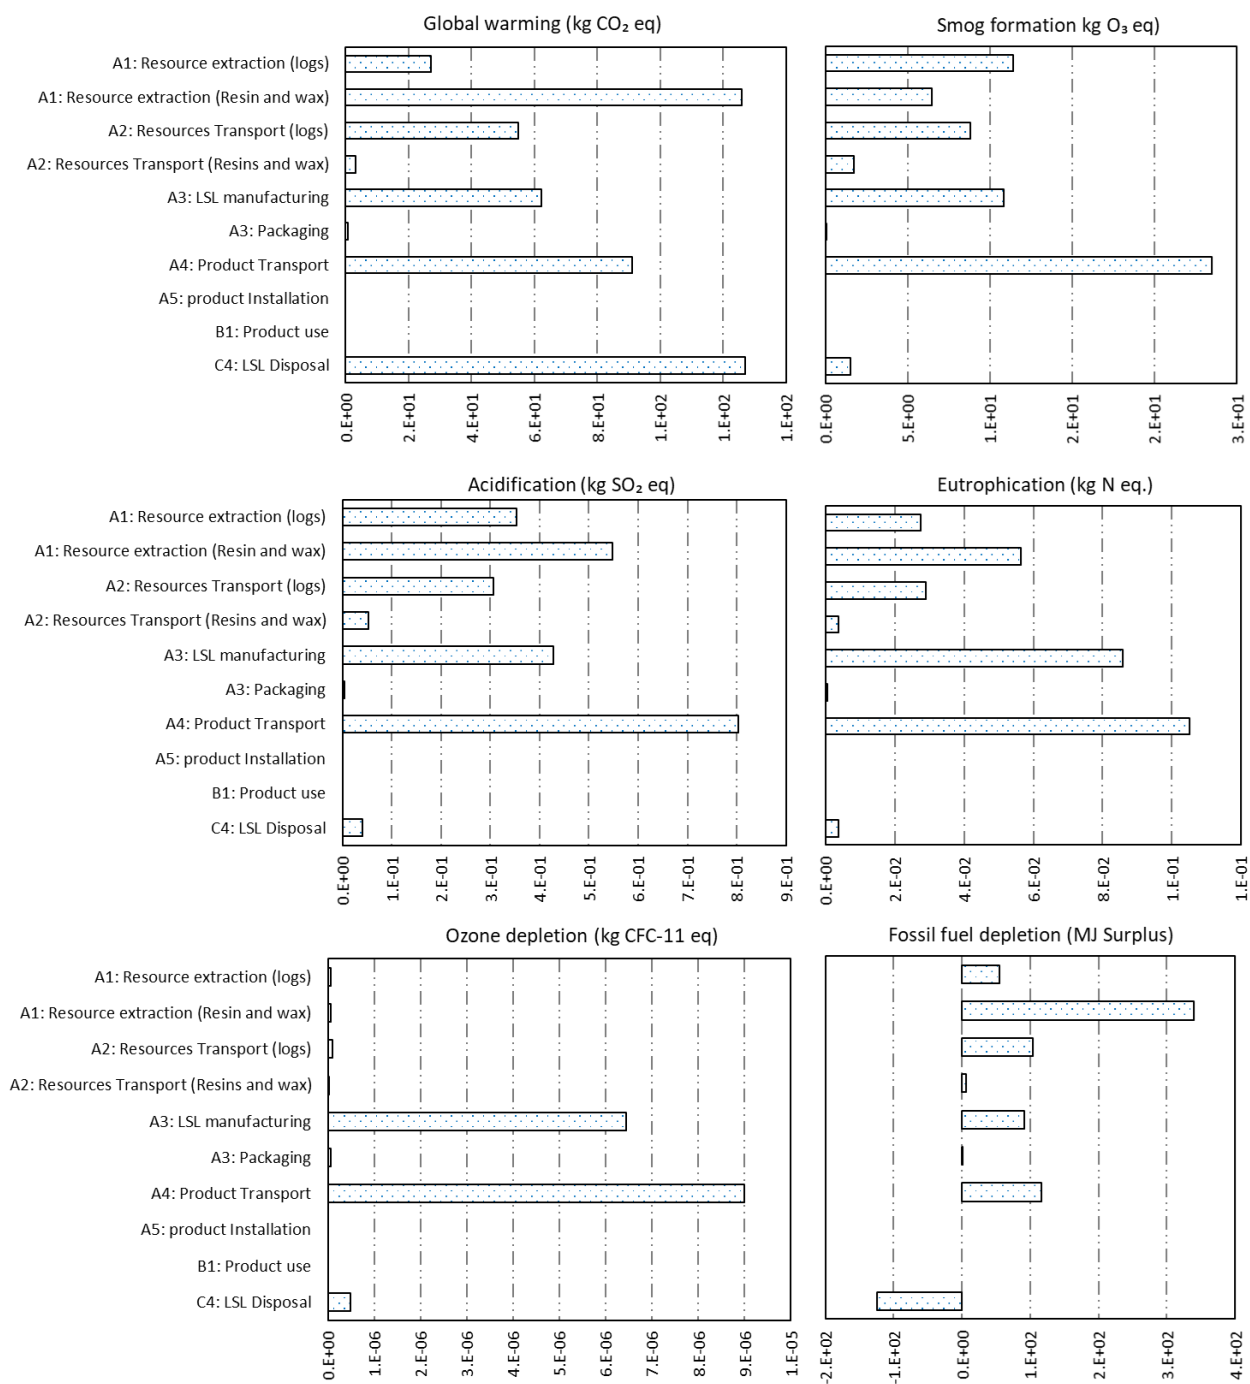 Global warming (kg CO₂ eq)
A1: Resource extraction (logs)
A1: Resource extraction (Resin and wax)
A2: Resources Transport (logs)
A2: Resources Transport (Resins and wax)
A3: LSL manufacturing
A3: Packaging
A4: Product Transport
A5: product Installation
B1: Product use
C4: LSL Disposal
0.E+00
2.E+01
4.E+01
6.E+01
8.E+01
1.E+02
1.E+02
1.E+02
Smog formation kg O₃ eq)
0.E+00
5.E+00
1.E+01
2.E+01
2.E+01
3.E+01
Acidification (kg SO₂ eq)
A1: Resource extraction (logs)
A1: Resource extraction (Resin and wax)
A2: Resources Transport (logs)
A2: Resources Transport (Resins and wax)
A3: LSL manufacturing
A3: Packaging
A4: Product Transport
A5: product Installation
B1: Product use
C4: LSL Disposal
0.E+00
1.E-01
2.E-01
3.E-01
4.E-01
5.E-01
6.E-01
7.E-01
8.E-01
9.E-01
Eutrophication (kg N eq.)
0.E+00
2.E-02
4.E-02
6.E-02
8.E-02
1.E-01
1.E-01
Ozone depletion (kg CFC-11 eq)
A1: Resource extraction (logs)
A1: Resource extraction (Resin and wax)
A2: Resources Transport (logs)
A2: Resources Transport (Resins and wax)
A3: LSL manufacturing
A3: Packaging
A4: Product Transport
A5: product Installation
B1: Product use
C4: LSL Disposal
0.E+00
1.E-06
2.E-06
3.E-06
4.E-06
5.E-06
6.E-06
7.E-06
8.E-06
9.E-06
1.E-05
Fossil fuel depletion (MJ Surplus)
-2.E+02
-1.E+02
0.E+00
1.E+02
2.E+02
3.E+02
4.E+02